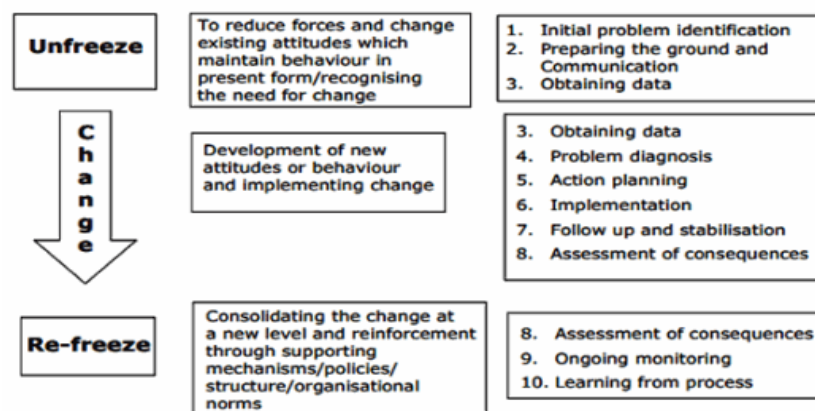 Unfreeze
To reduce forces and change
existing attitudes which
maintain behaviour in
present form/recognising
the need for change
1. Initial problem identification
2. Preparing the ground and
Communication
3. Obtaining data
Change
Development of new
attitudes or behaviour
and implementing change
3. Obtaining data
4. Problem diagnosis
5. Action planning
6. Implementation
7. Follow up and stabilisation
8. Assessment of consequences
Re-freeze
Consolidating the change at
a new level and reinforcement
through supporting
mechanisms/policies/
structure/organisational
norms
8. Assessment of consequences
9. Ongoing monitoring
10. Learning from process